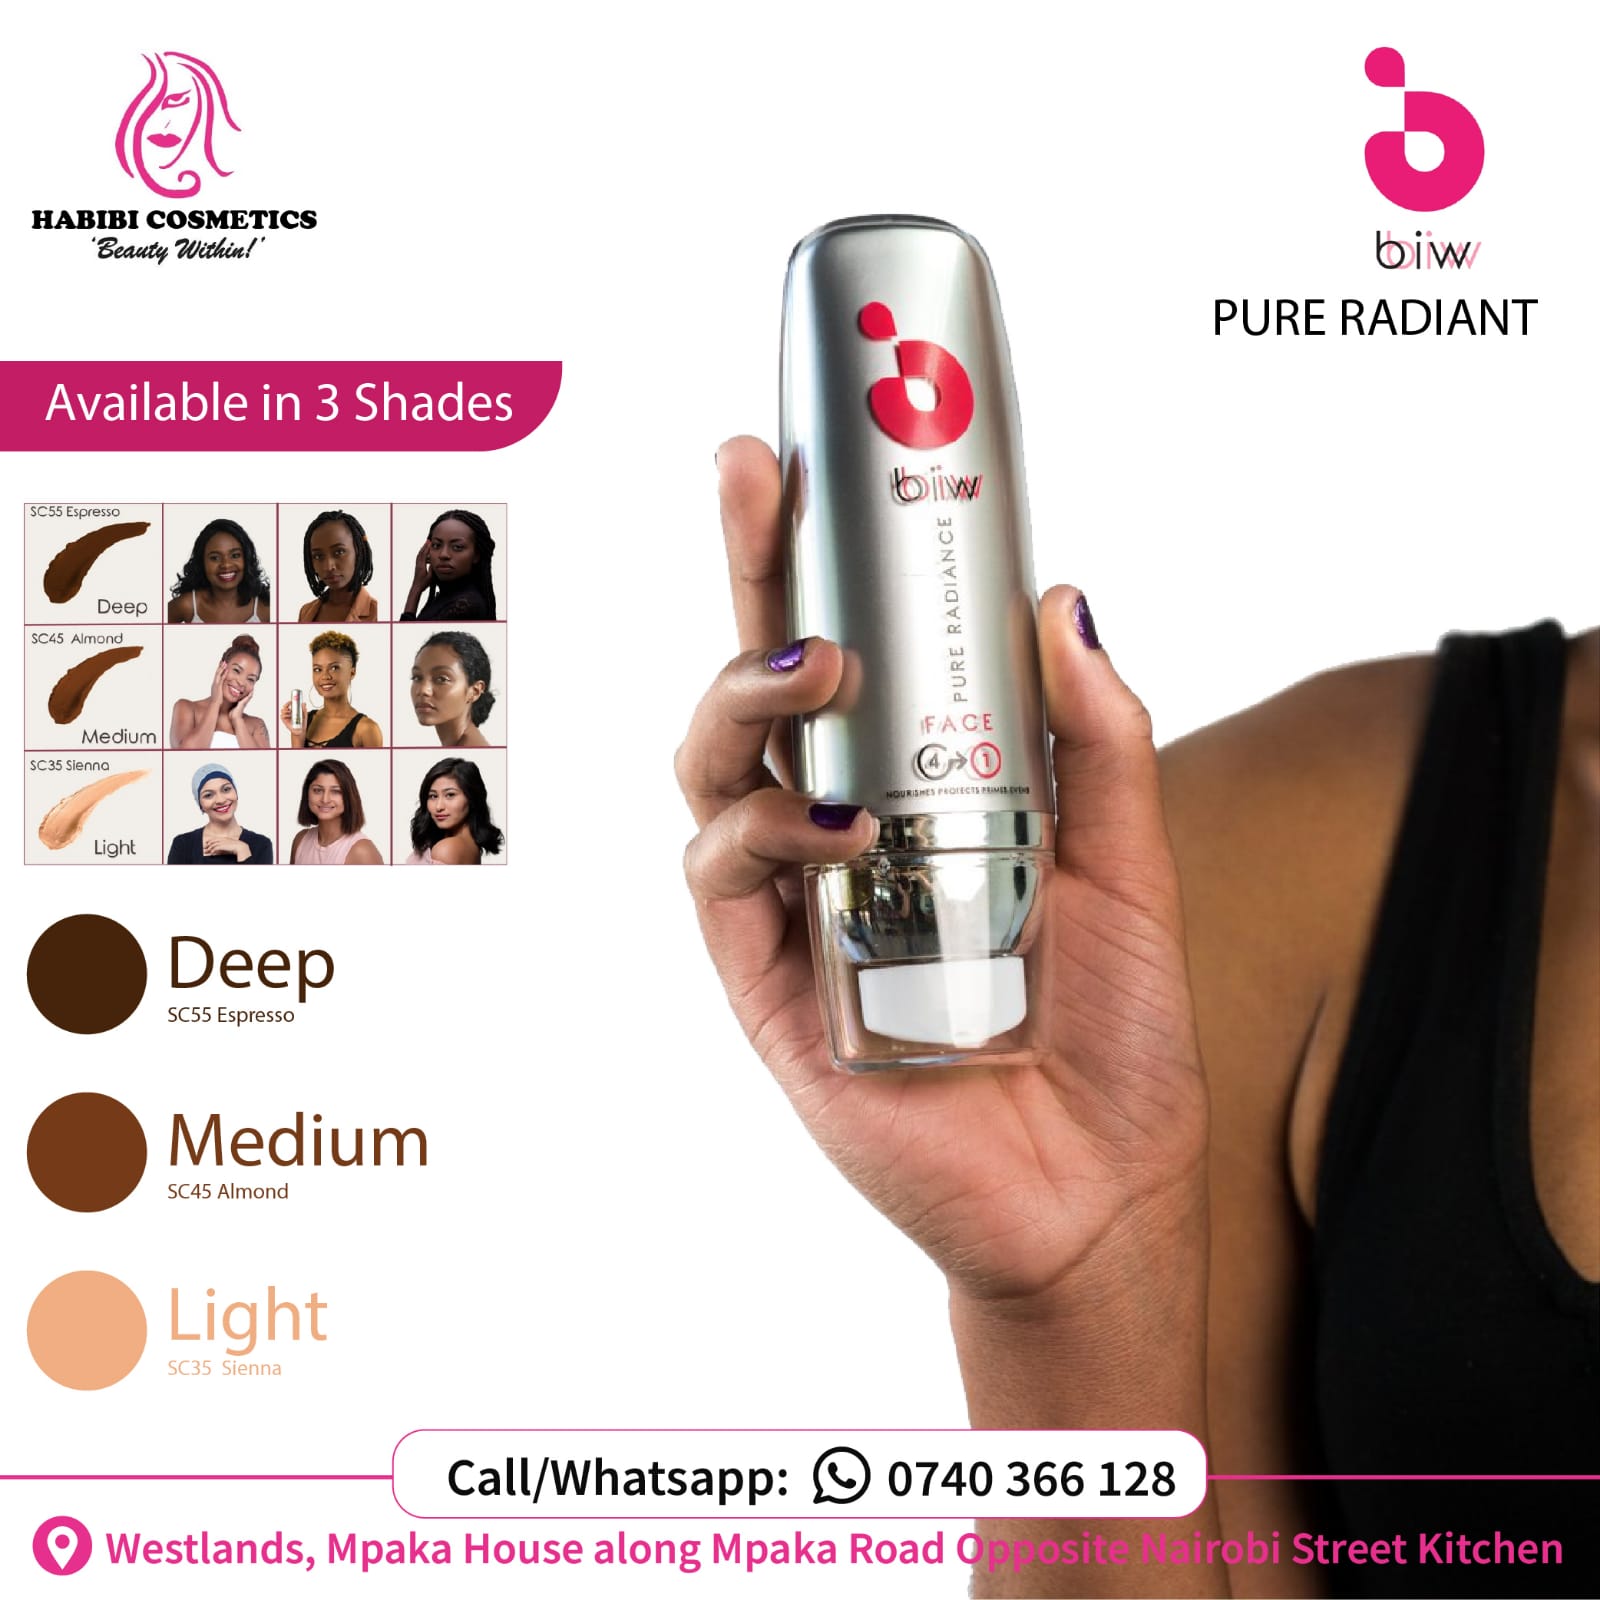 HABIBI COSMETICS
'Beauty Within!'
biw
PURE RADIANT
Available in 3 Shades
SC55 Espresso
Deep
SC45 Almond
Medium
SC35 Sienna
Light
Deep
SC55 Espresso
Medium
SC45 Almond
Light
SC35 Sienna
biw
PURE RADIANCE
FACE
4 → 1
NOURISHES PROTECTS PRIMES EVENS
Call/Whatsapp: 0740 366 128
Westlands, Mpaka House along Mpaka Road Opposite Nairobi Street Kitchen